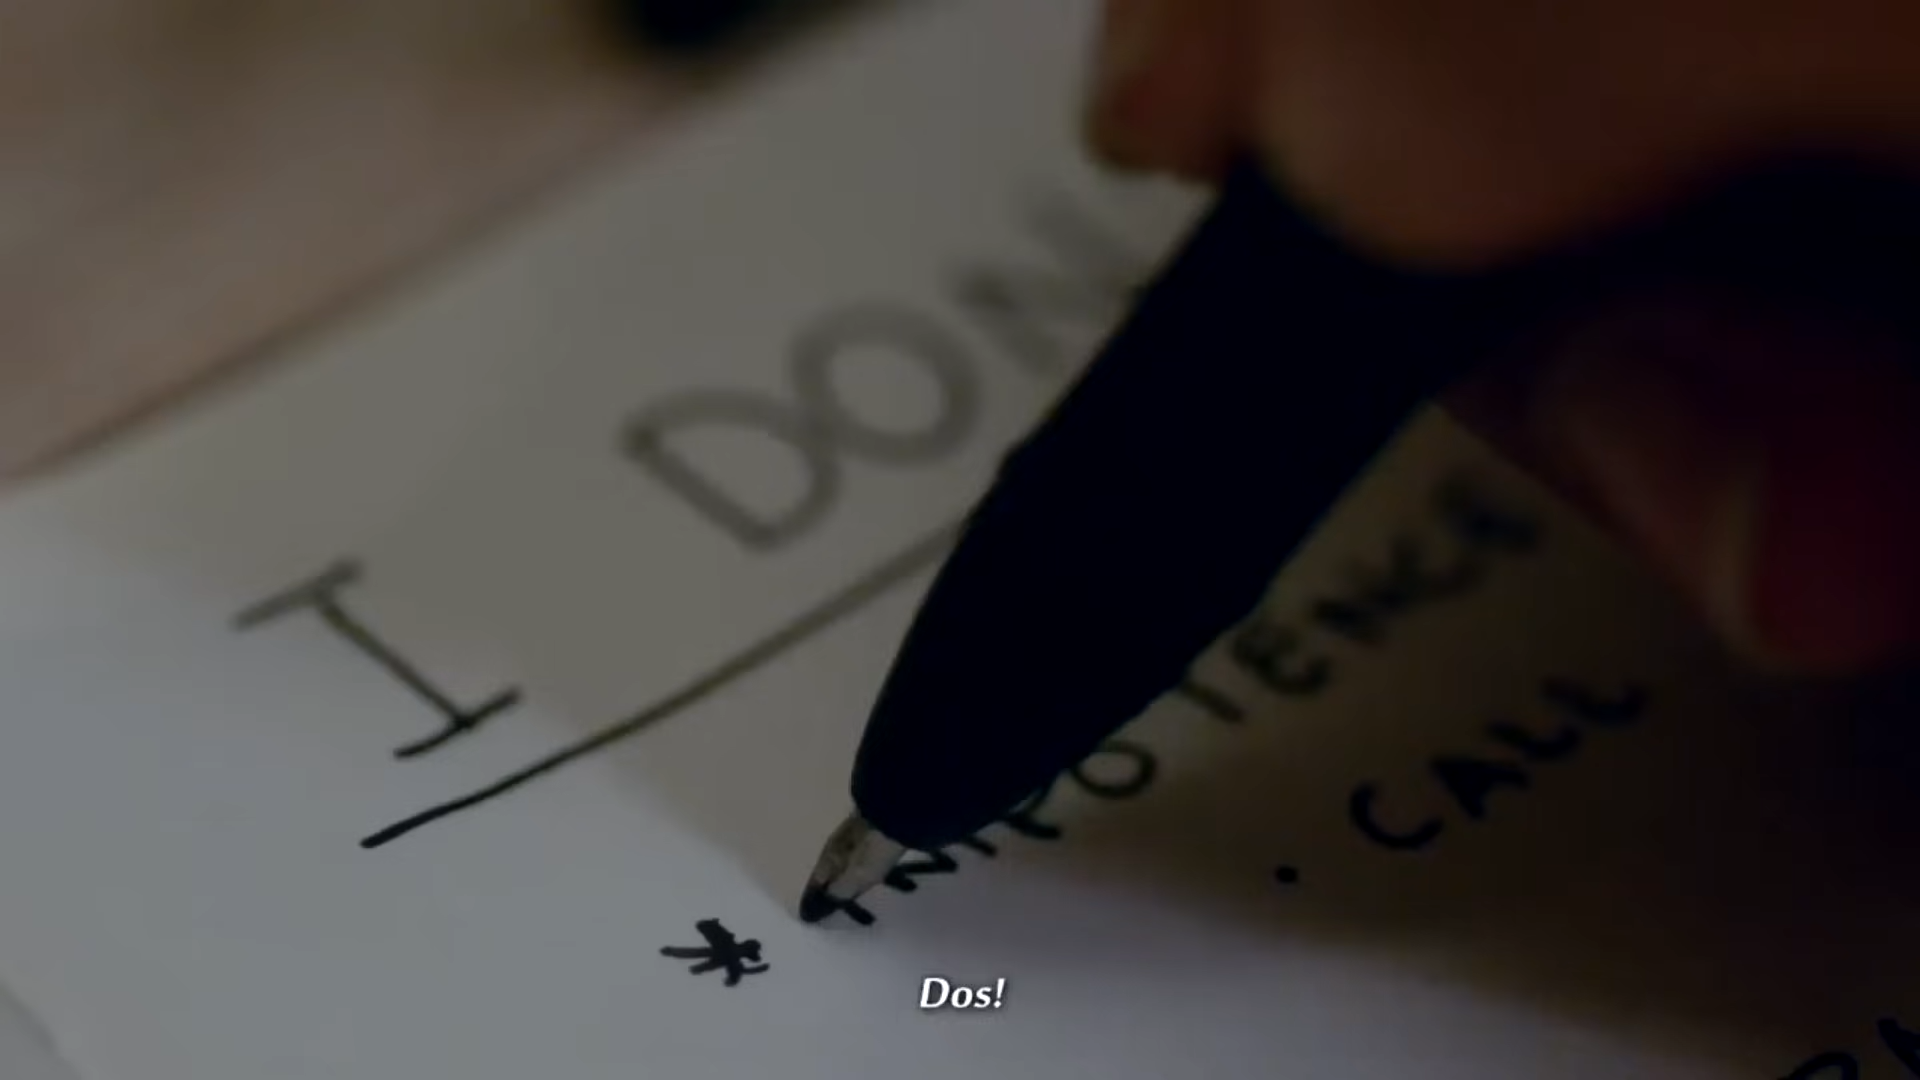 I DON
* IMPOTENCE
. CALL
Dos!